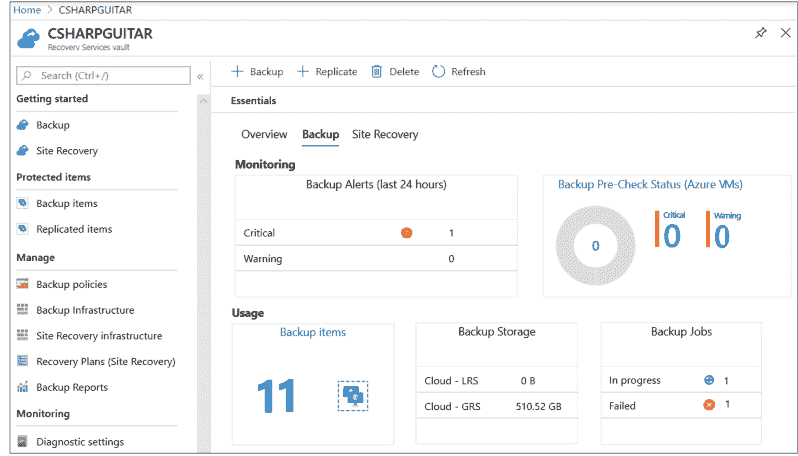 Home > CSHARPGUITAR
CSHARPGUITAR
Recovery Services vault
Search (Ctrl+/)
«
Getting started
Backup
Site Recovery
Protected items
Backup items
Replicated items
Manage
Backup policies
Backup Infrastructure
Site Recovery infrastructure
Recovery Plans (Site Recovery)
Backup Reports
Monitoring
Diagnostic settings
+ Backup + Replicate Delete Refresh
Essentials
Overview Backup Site Recovery
Monitoring
Backup Alerts (last 24 hours)
Critical 1
Warning 0
Backup Pre-Check Status (Azure VMs)
0
Critical
0
Warning
0
Usage
Backup items
11
Backup Storage
Cloud - LRS 0 B
Cloud - GRS 510.52 GB
Backup Jobs
In progress 1
Failed 1